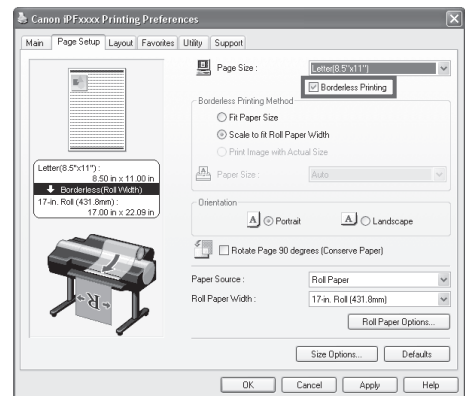 Canon iPFxxxx Printing Preferences
Main Page Setup Layout Favorites Utility Support
Page Size : Letter(8.5"x11")
Borderless Printing
Borderless Printing Method
Fit Paper Size
Scale to fit Roll Paper Width
Print Image with Actual Size
Paper Size : Auto
Letter(8.5"x11") :
8.50 in x 11.00 in
Borderless(Roll Width)
17-in. Roll (431.8mm) :
17.00 in x 22.09 in
Orientation
A Portrait A Landscape
Rotate Page 90 degrees (Conserve Paper)
Paper Source : Roll Paper
Roll Paper Width : 17-in. Roll (431.8mm)
Roll Paper Options...
Size Options... Defaults
OK Cancel Apply Help
R